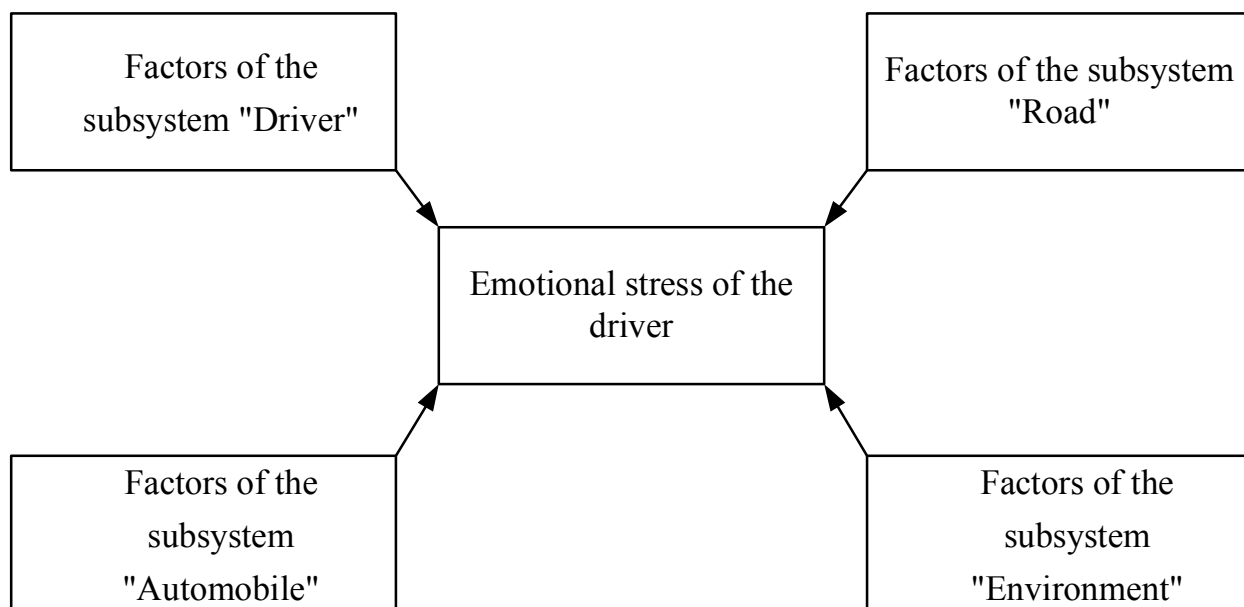 Factors of the
subsystem "Driver"
Factors of the subsystem
"Road"
Emotional stress of the
driver
Factors of the
subsystem
"Automobile"
Factors of the
subsystem
"Environment"